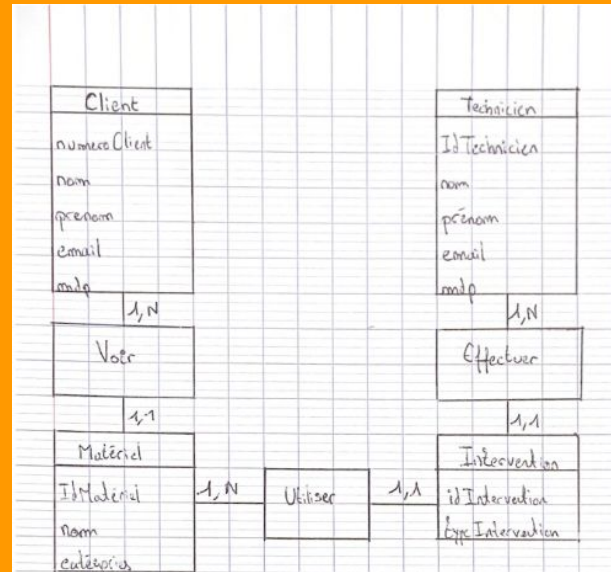 Client
numeroClient
nom
prenom
email
mdp
1,N
Voir
1,1
Matériel
IdMatériel
nom
Technicien
IdTechnicien
nom
prénom
email
mdp
1,N
Effectuer
1,1
Intervention
idIntervention
typeIntervention
1,N
Utiliser
1,1